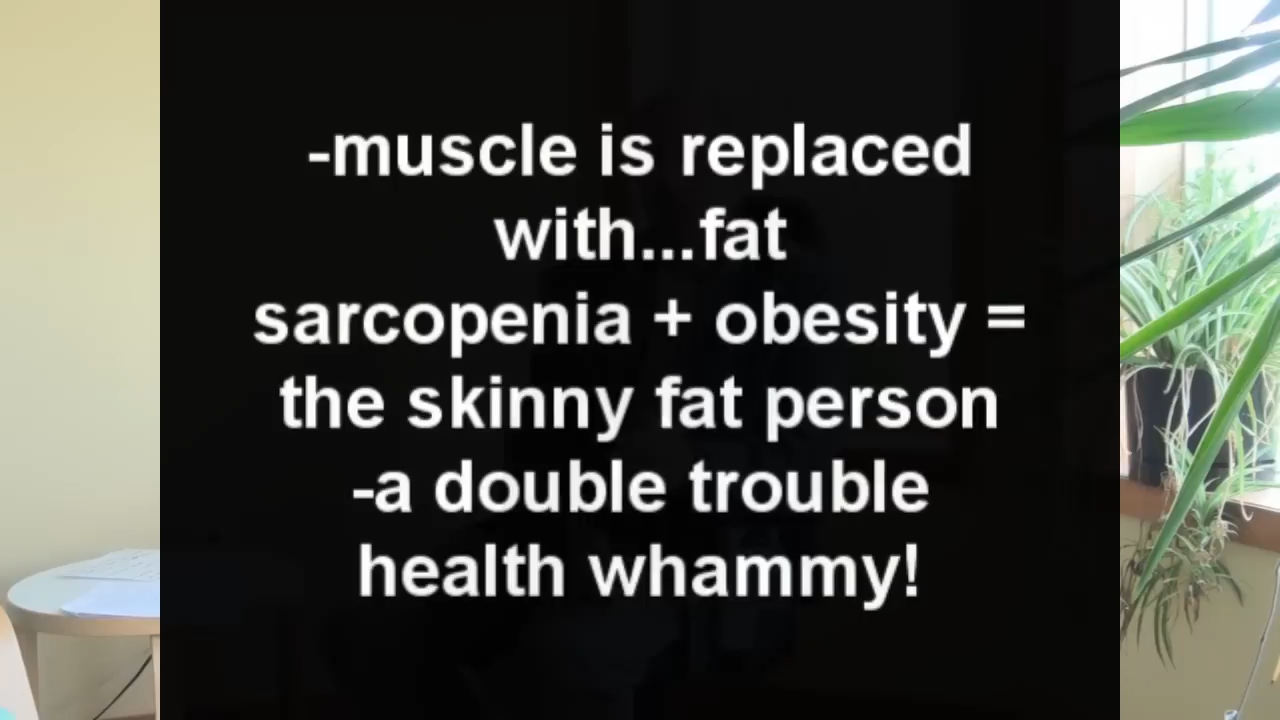 -muscle is replaced
with...fat
sarcopenia + obesity =
the skinny fat person
-a double trouble
health whammy!